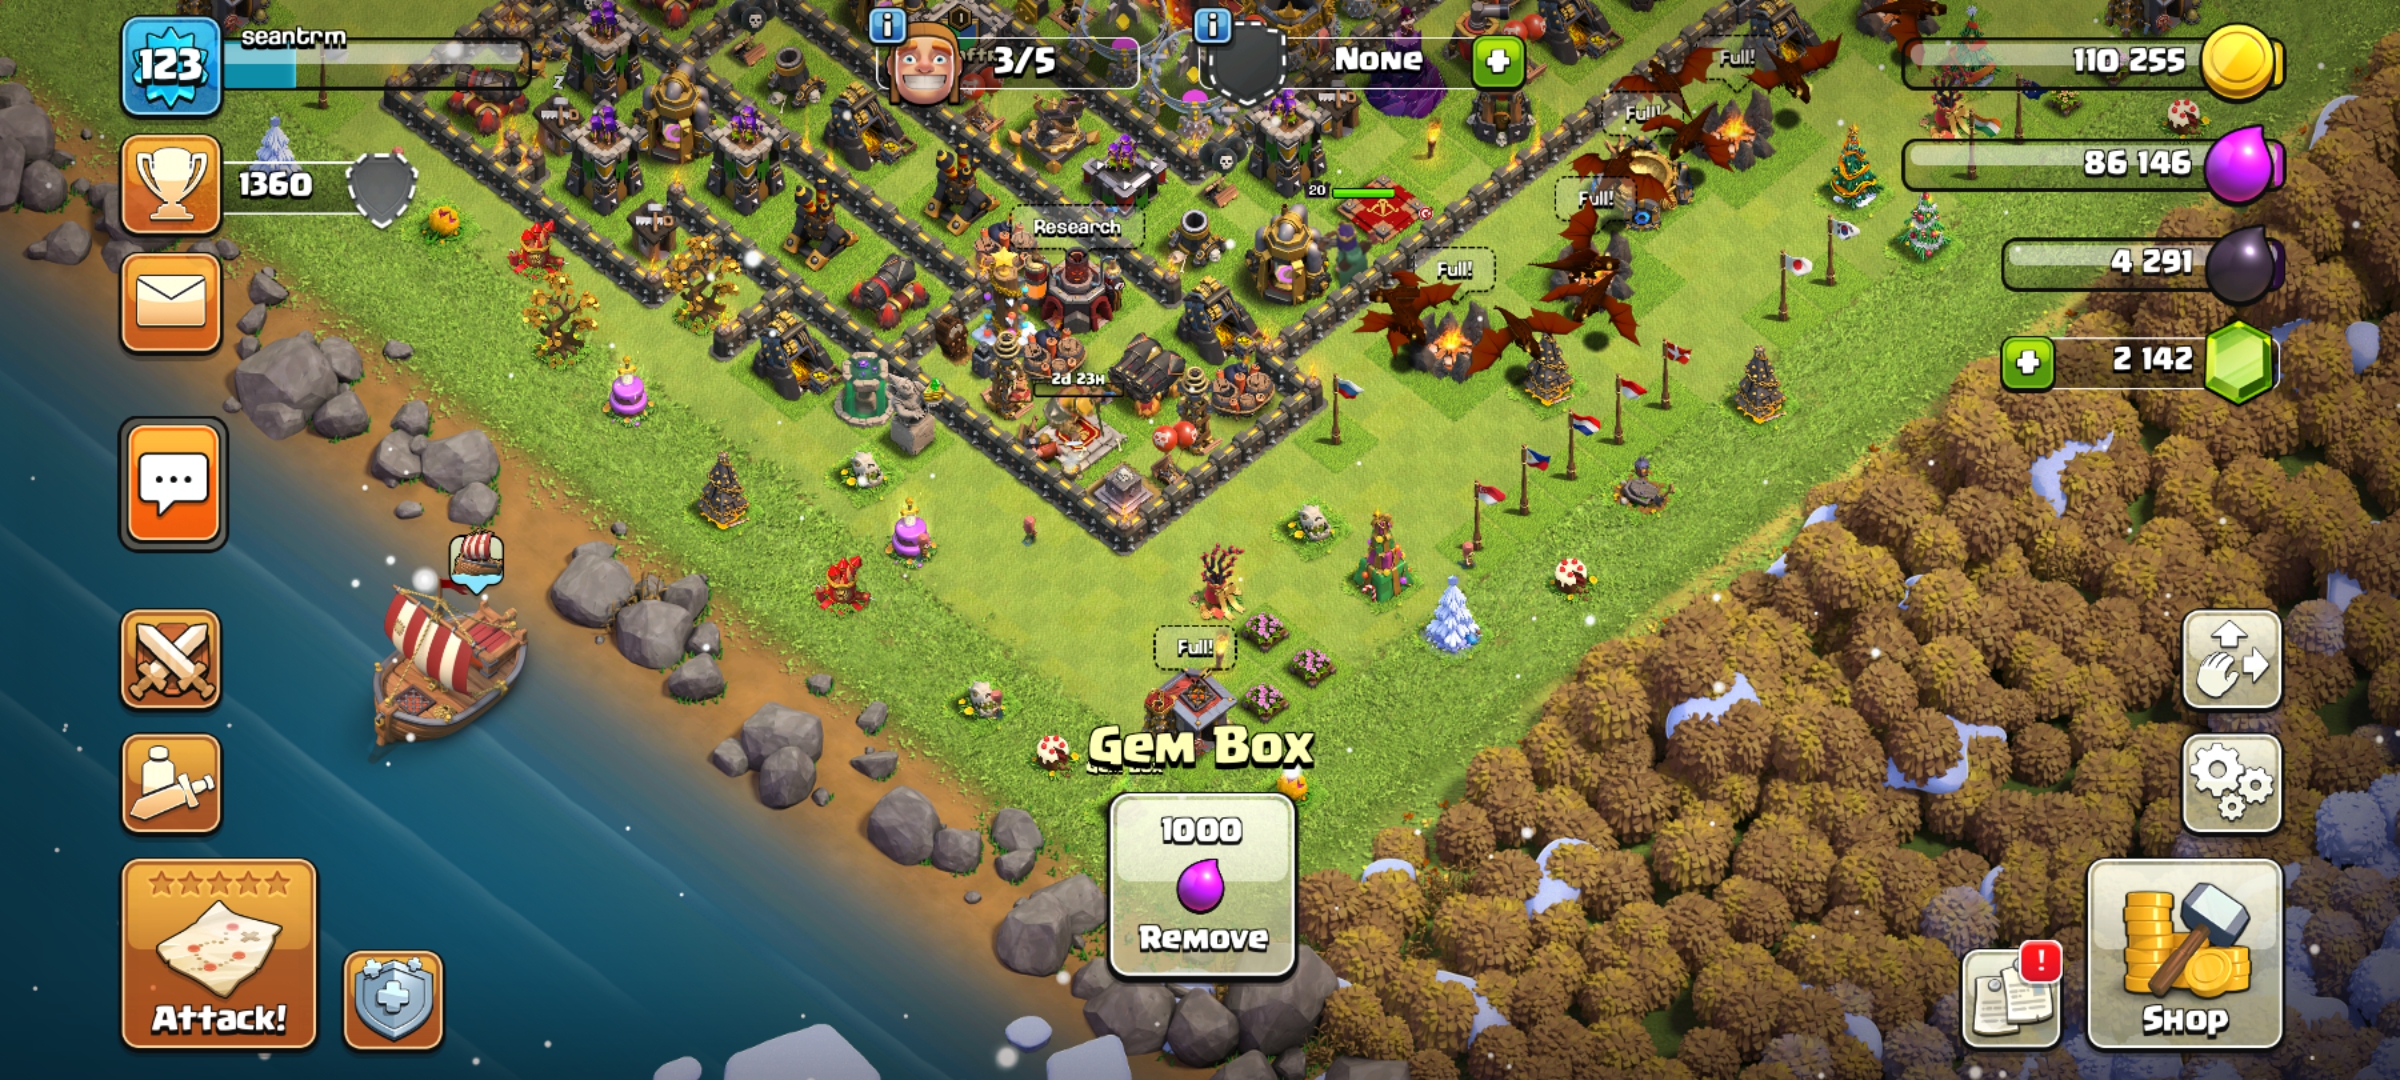 123
seantrm
3/5
None
110 255
1360
86 146
4 291
2 142
Full!
Full!
Full!
Full!
20
Research
2d 23H
Full!
Gem Box
1000
Remove
Attack!
!
Shop